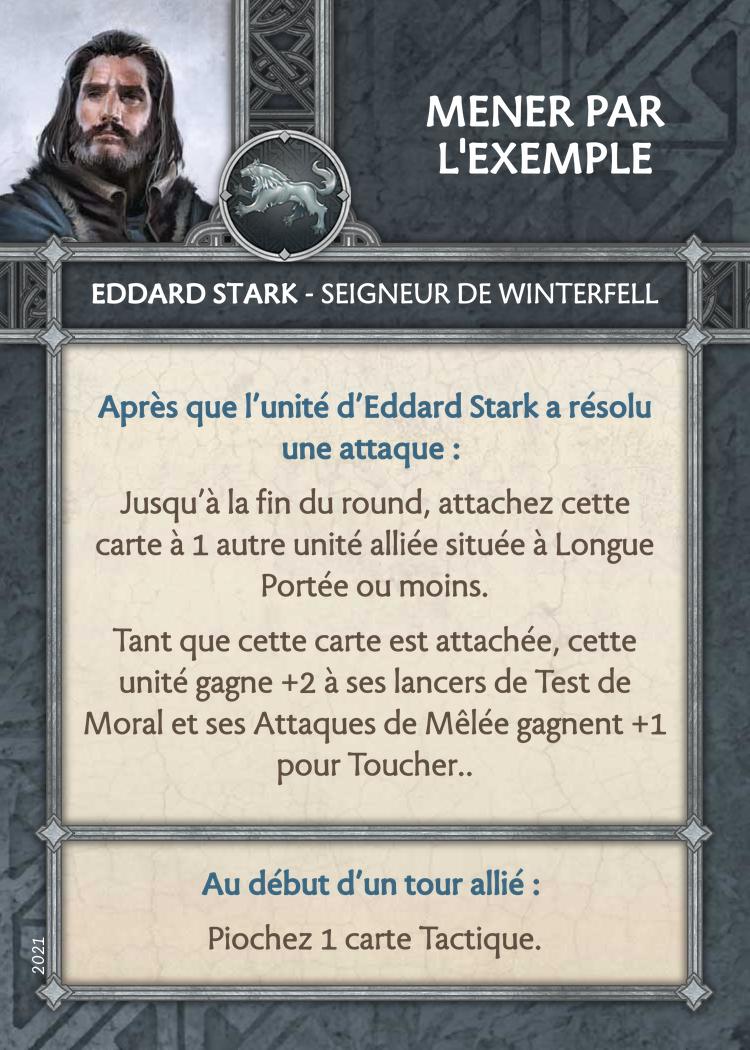 MENER PAR
L'EXEMPLE
EDDARD STARK - SEIGNEUR DE WINTERFELL
Après que l'unité d'Eddard Stark a résolu
une attaque :
Jusqu'à la fin du round, attachez cette
carte à 1 autre unité alliée située à Longue
Portée ou moins.
Tant que cette carte est attachée, cette
unité gagne +2 à ses lancers de Test de
Moral et ses Attaques de Mêlée gagnent +1
pour Toucher..
Au début d'un tour allié :
Piochez 1 carte Tactique.
2021